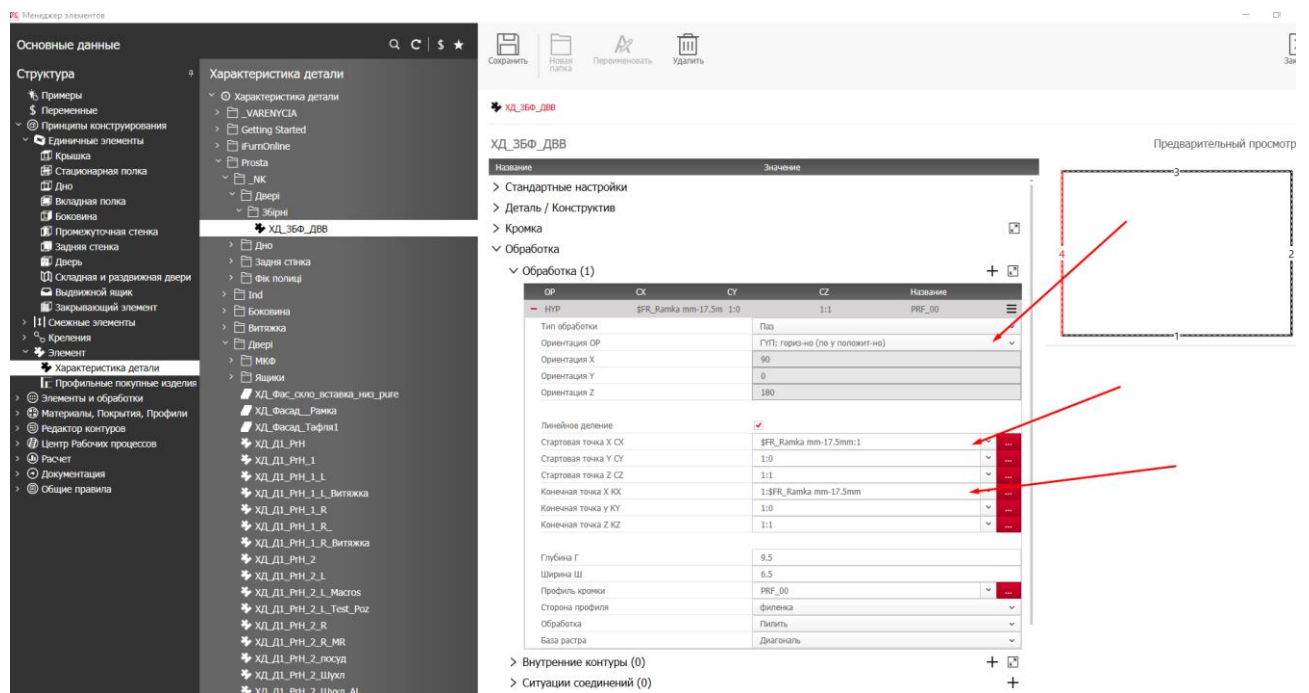 Менеджер элементов
Основные данные
Структура
Примеры
$ Переменные
Принципы конструирования
Единичные элементы
Крышка
Стационарная полка
Дно
Вкладная полка
Боковина
Промежуточная стенка
Задняя стенка
Дверь
Складная и раздвижная двери
Выдвижной ящик
Закрывающий элемент
Смежные элементы
Крепления
Элемент
Характеристика детали
Профильные покупные изделия
Элементы и обработки
Материалы, Покрытия, Профили
Редактор контуров
Центр Рабочих процессов
Расчет
Документация
Общие правила
Характеристика детали
Характеристика детали
_VARENYCIA
Getting Started
iFurnOnline
Prosta
_NK
Двері
Збірні
ХД_ЗБФ_ДВВ
Дно
Задня стінка
Фік полиці
Ind
Боковина
Витяжка
Двері
МКФ
Ящики
ХД_Фас_скло_вставка_низ_pure
ХД_Фасад__Рамка
ХД_Фасад_Тафля1
ХД_Д1_PrH
ХД_Д1_PrH_1
ХД_Д1_PrH_1_L
ХД_Д1_PrH_1_L_Витяжка
ХД_Д1_PrH_1_R
ХД_Д1_PrH_1_R_
ХД_Д1_PrH_1_R_Витяжка
ХД_Д1_PrH_2
ХД_Д1_PrH_2_L
ХД_Д1_PrH_2_L_Macros
ХД_Д1_PrH_2_L_Test_Poz
ХД_Д1_PrH_2_R
ХД_Д1_PrH_2_R_MR
ХД_Д1_PrH_2_посуд
ХД_Д1_PrH_2_Шухл
ХД_Д1_PrH_2_Шухл_AL
Сохранить
Новая папка
Переименовать
Удалить
ХД_ЗБФ_ДВВ
ХД_ЗБФ_ДВВ
Название Значение
Стандартные настройки
Деталь / Конструктив
Кромка
Обработка
Обработка (1)
OP CX CY CZ Название
HYP $FR_Ramka mm-17.5m 1:0 1:1 PRF_00
Тип обработки Паз
Ориентация OP ГУП: гориз-но (по y положит-но)
Ориентация X 90
Ориентация Y 0
Ориентация Z 180
Линейное деление
Стартовая точка X CX $FR_Ramka mm-17.5mm:1
Стартовая точка Y CY 1:0
Стартовая точка Z CZ 1:1
Конечная точка X KX 1:$FR_Ramka mm-17.5mm
Конечная точка y KY 1:0
Конечная точка Z KZ 1:1
Глубина Г 9.5
Ширина Ш 6.5
Профиль кромки PRF_00
Сторона профиля филенка
Обработка Пилить
База растра Диагональ
Внутренние контуры (0)
Ситуации соединений (0)
Предварительный просмотр
3
4
2
1